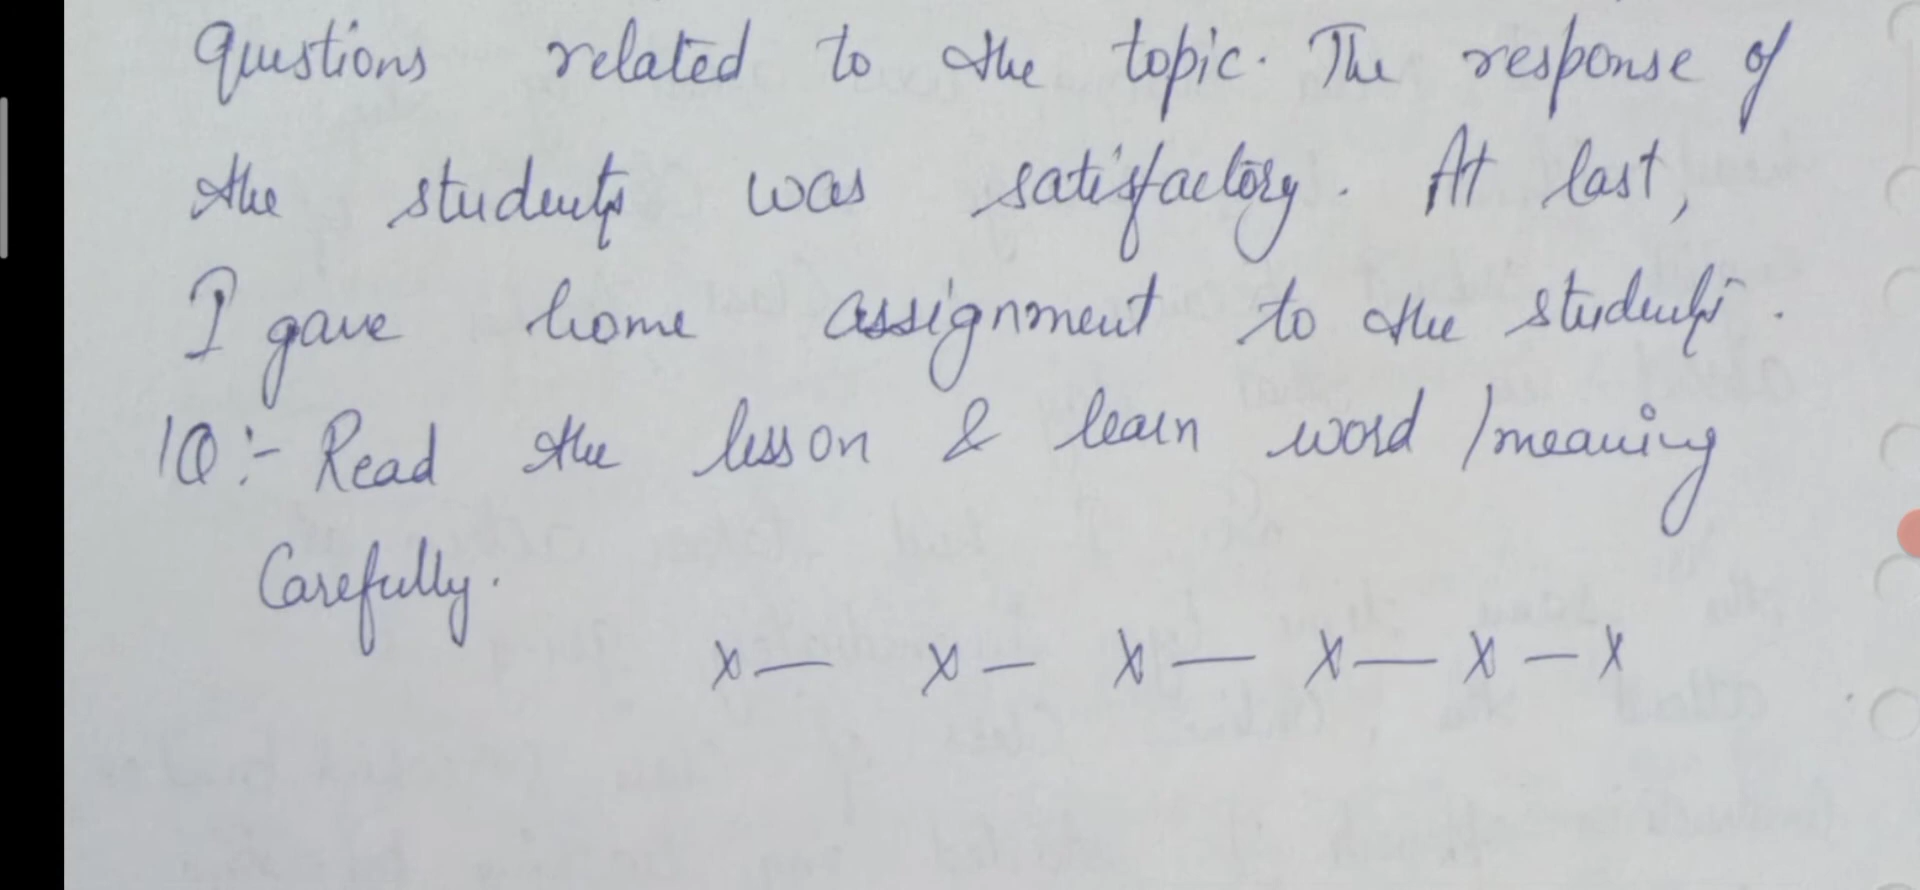 Questions related to the topic. The response of
the students was satisfactory. At last,
I gave home assignment to the students.
1Q:- Read the lesson & learn word /meaning
Carefully.
x — x — x — x — x — x